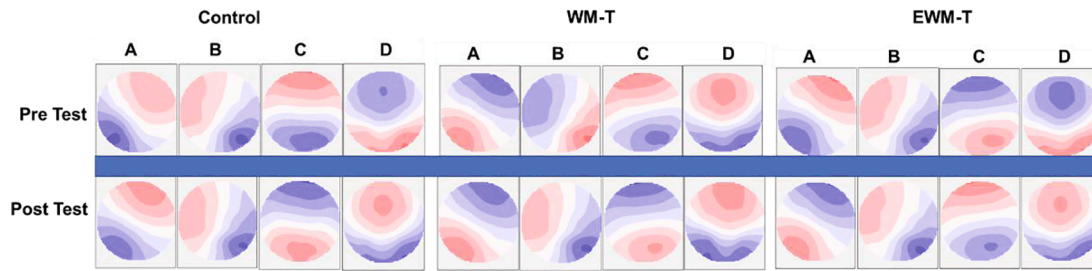 Control WM-T EWM-T
A B C D A B C D A B C D
Pre Test
Post Test